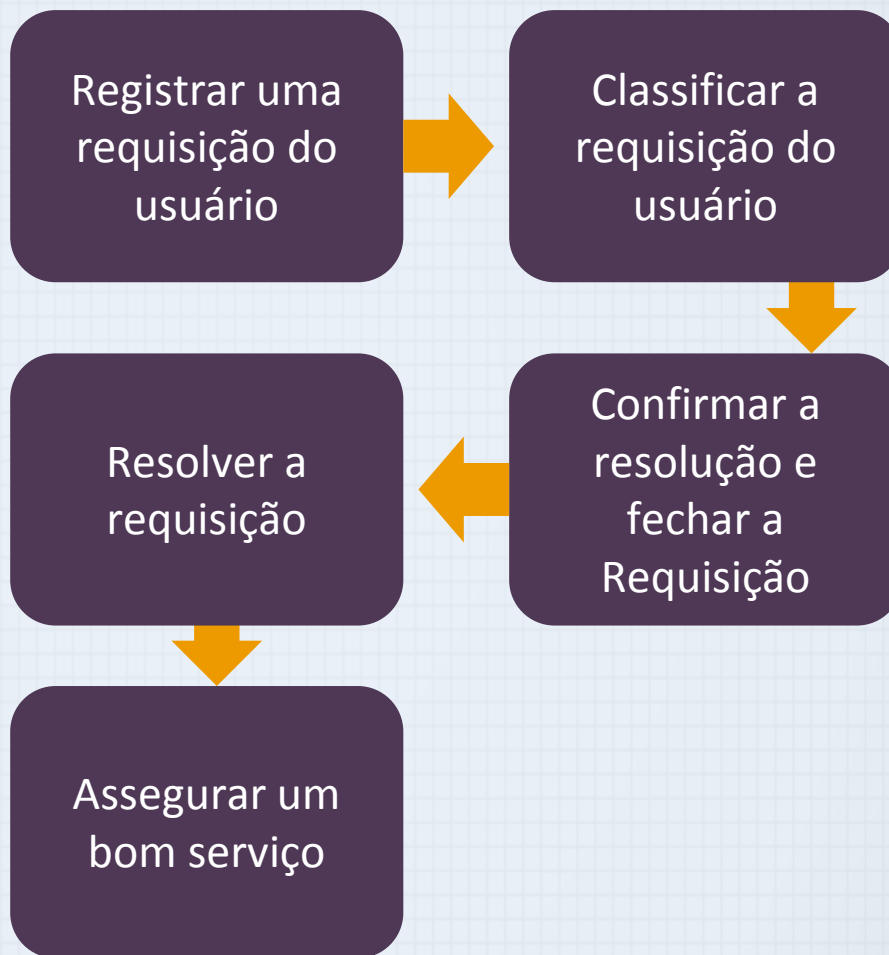 Registrar uma
requisição do
usuário
Classificar a
requisição do
usuário
Confirmar a
resolução e
fechar a
Requisição
Resolver a
requisição
Assegurar um
bom serviço